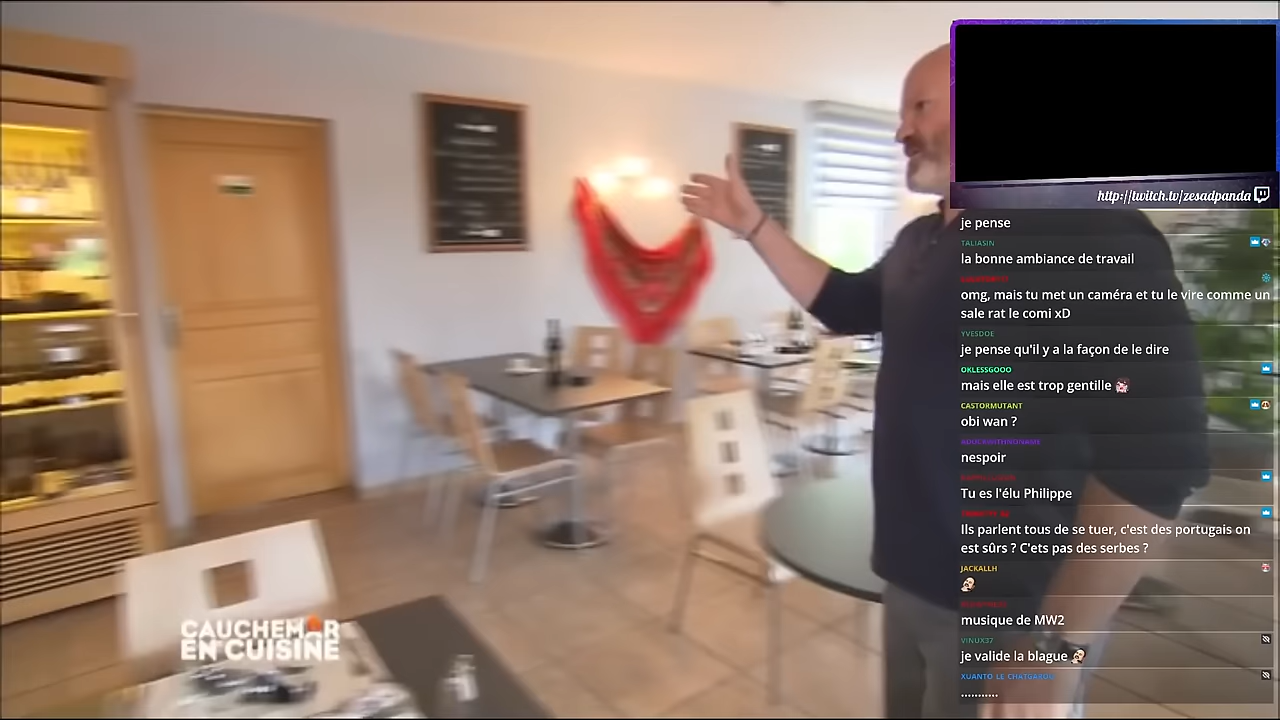 http://twitch.tv/zesadpanda
je pense
TALIASIN
la bonne ambiance de travail
omg, mais tu met un caméra et tu le vire comme un
sale rat le comi xD
YVESDOE
je pense qu'il y a la façon de le dire
OKLESSGOOO
mais elle est trop gentille
CASTORMUTANT
obi wan ?
nespoir
Tu es l'élu Philippe
Ils parlent tous de se tuer, c'est des portugais on
est sûrs ? C'ets pas des serbes ?
JACKALLH
musique de MW2
VINUX37
je valide la blague
XUANTO LE CHATGAROU
...........
CAUCHEMAR
EN CUISINE